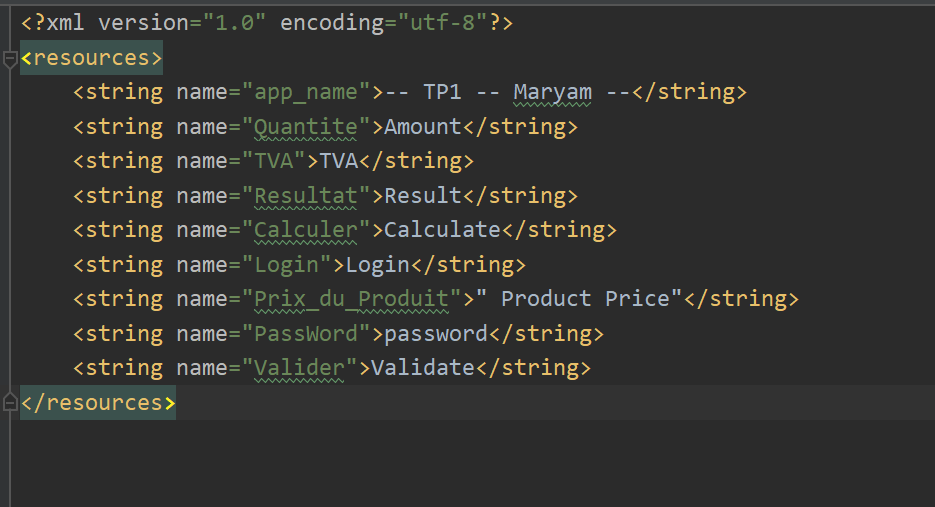 <?xml version="1.0" encoding="utf-8"?>
<resources>
    <string name="app_name">-- TP1 -- Maryam --</string>
    <string name="Quantite">Amount</string>
    <string name="TVA">TVA</string>
    <string name="Resultat">Result</string>
    <string name="Calculer">Calculate</string>
    <string name="Login">Login</string>
    <string name="Prix_du_Produit">" Product Price"</string>
    <string name="PassWord">password</string>
    <string name="Valider">Validate</string>
</resources>